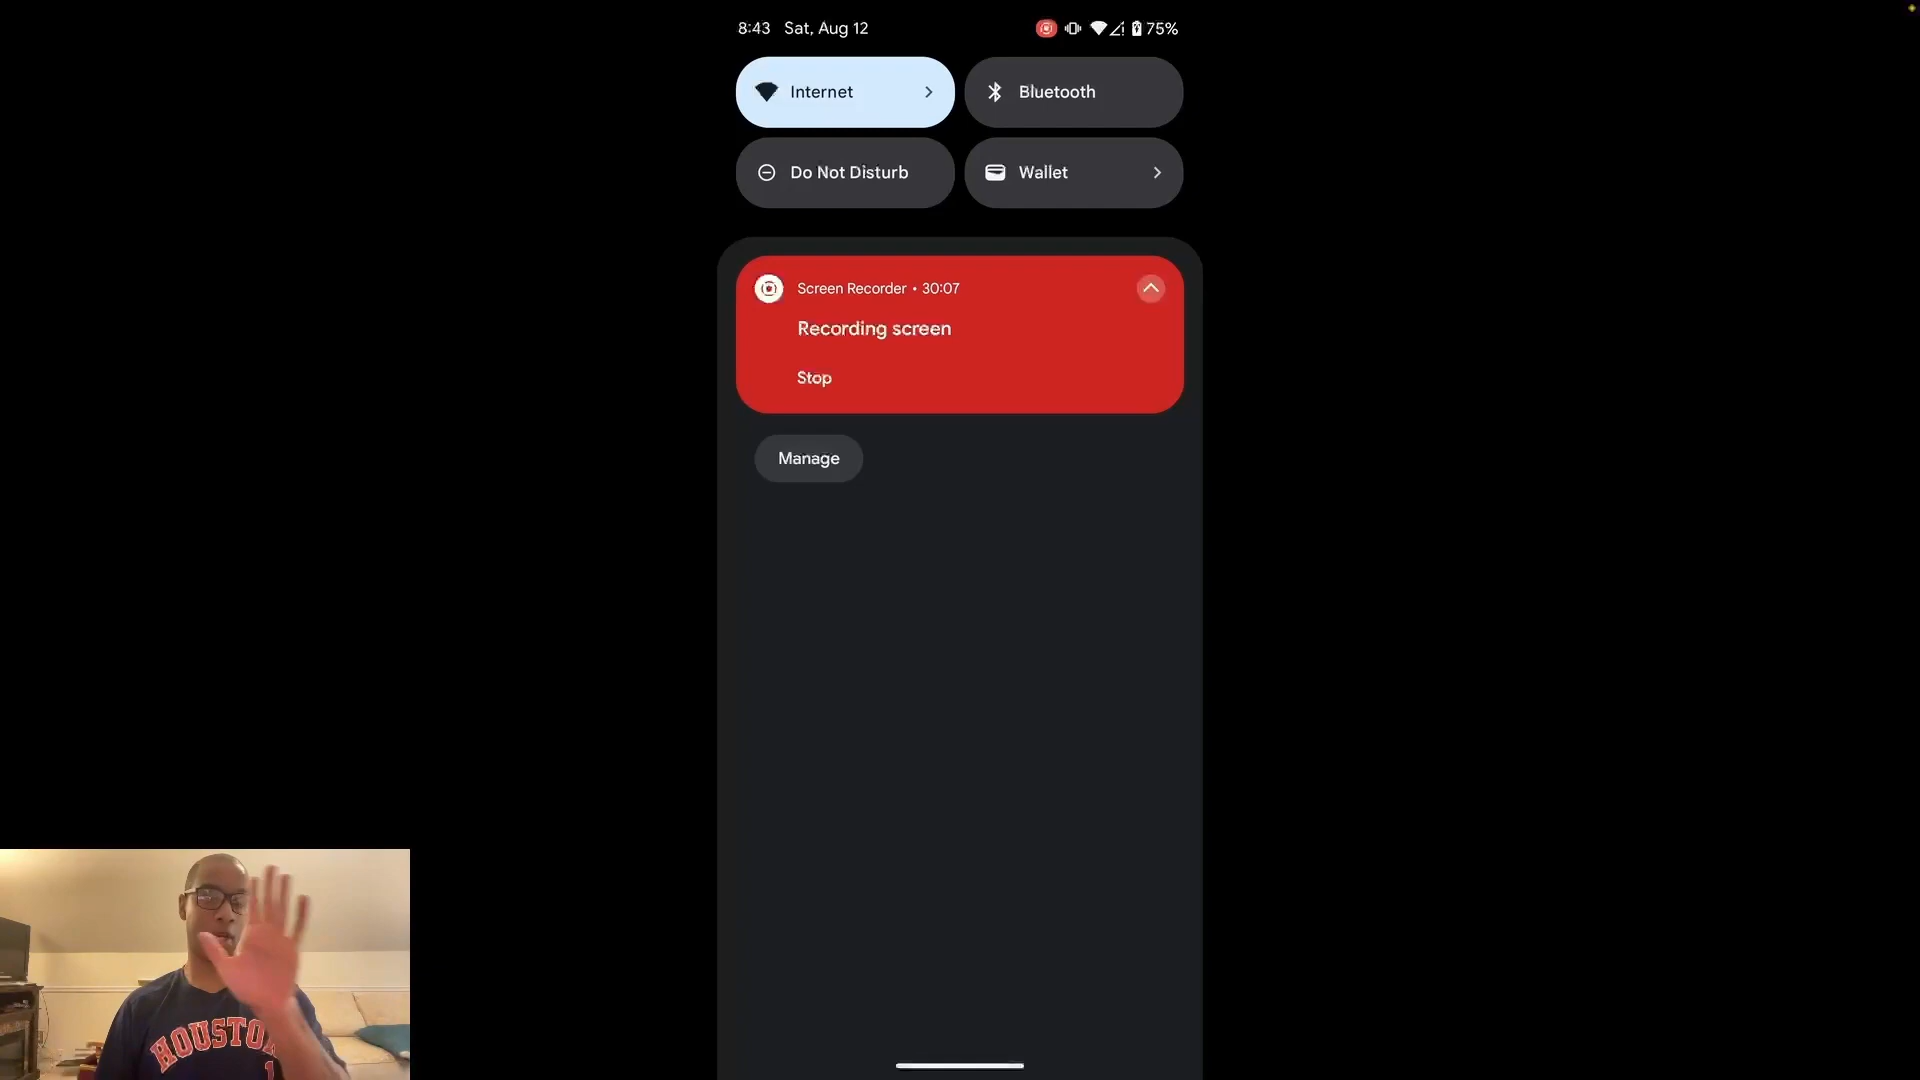 8:43 Sat, Aug 12 75%
Internet
Bluetooth
Do Not Disturb
Wallet
Screen Recorder • 30:07
Recording screen
Stop
Manage